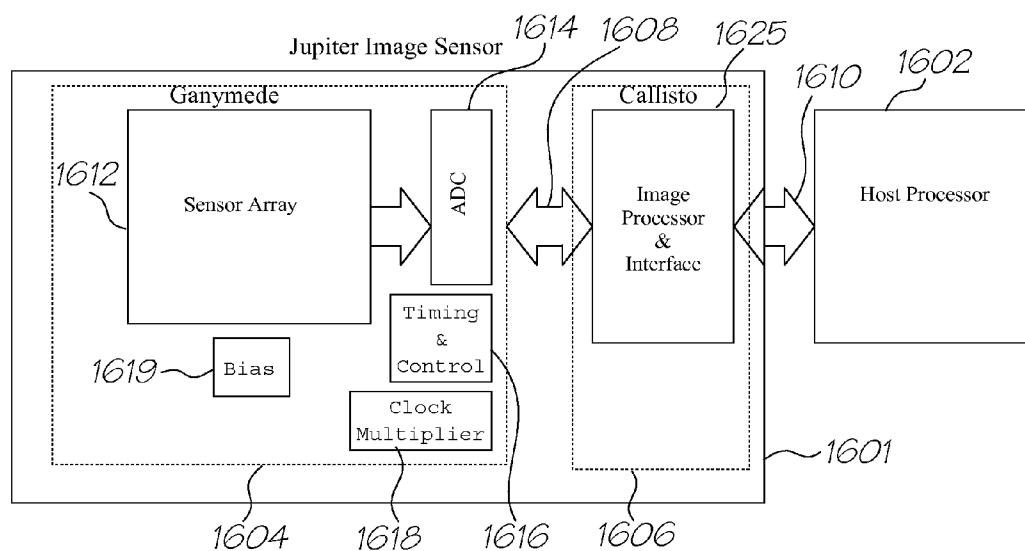 Jupiter Image Sensor
1614
1608
1625
1602
1610
Ganymede
Callisto
1612
Sensor Array
ADC
Image
Processor
&
Interface
Host Processor
Timing
&
Control
1619
Bias
Clock
Multiplier
1601
1604
1618
1616
1606